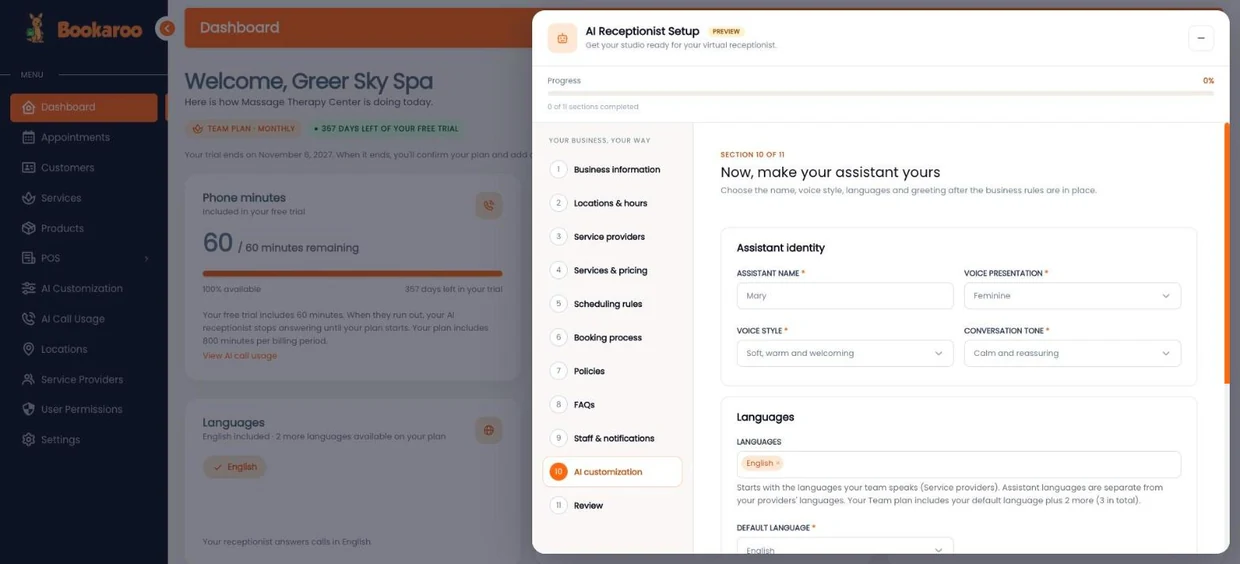 Bookaroo
MENU
Dashboard
Appointments
Customers
Services
Products
POS
AI Customization
AI Call Usage
Locations
Service Providers
User Permissions
Settings
Dashboard
Welcome, Greer Sky Spa
Here is how Massage Therapy Center is doing today.
TEAM PLAN · MONTHLY
• 357 DAYS LEFT OF YOUR FREE TRIAL
Your trial ends on November 6, 2027. When it ends, you'll confirm your plan and add
Phone minutes
Included in your free trial
60 / 60 minutes remaining
100% available
357 days left in your trial
Your free trial includes 60 minutes. When they run out, your AI
receptionist stops answering until your plan starts. Your plan includes
800 minutes per billing period.
View AI call usage
Languages
English included · 2 more languages available on your plan
English
Your receptionist answers calls in English.
AI Receptionist Setup
PREVIEW
Get your studio ready for your virtual receptionist.
Progress
0%
0 of 11 sections completed
YOUR BUSINESS, YOUR WAY
1 Business information
2 Locations & hours
3 Service providers
4 Services & pricing
5 Scheduling rules
6 Booking process
7 Policies
8 FAQs
9 Staff & notifications
10 AI customization
11 Review
SECTION 10 OF 11
Now, make your assistant yours
Choose the name, voice style, languages and greeting after the business rules are in place.
Assistant identity
ASSISTANT NAME *
Mary
VOICE PRESENTATION *
Feminine
VOICE STYLE *
Soft, warm and welcoming
CONVERSATION TONE *
Calm and reassuring
Languages
LANGUAGES
English ×
Starts with the languages your team speaks (Service providers). Assistant languages are separate from
your providers' languages. Your Team plan includes your default language plus 2 more (3 in total).
DEFAULT LANGUAGE *
English